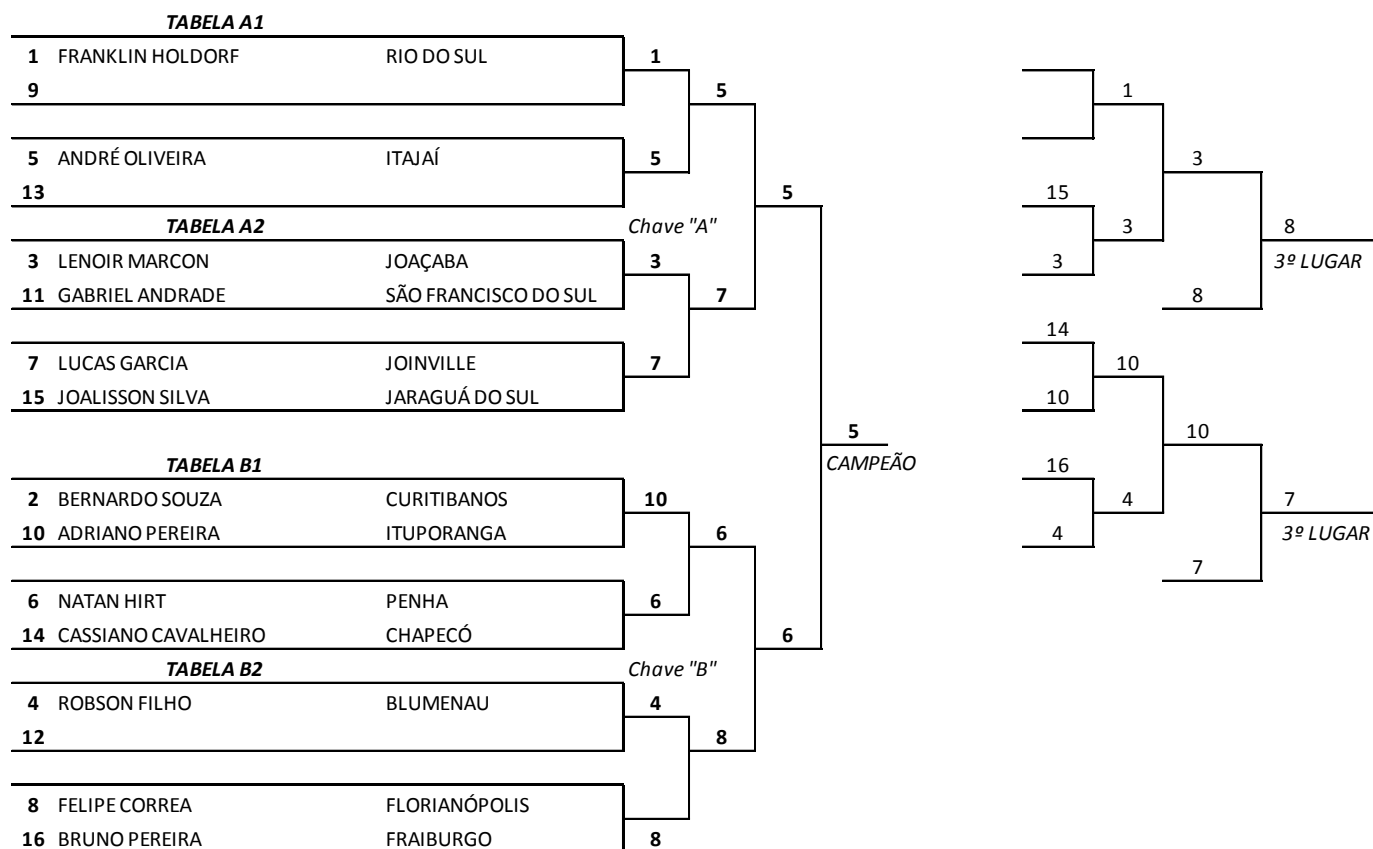 TABELA A1
1 FRANKLIN HOLDORF RIO DO SUL 1
9 5 1
5 ANDRÉ OLIVEIRA ITAJAÍ 5 3
13 5 15
TABELA A2 Chave "A" 3 8
3 LENOIR MARCON JOAÇABA 3 3 3º LUGAR
11 GABRIEL ANDRADE SÃO FRANCISCO DO SUL 7 8
14
7 LUCAS GARCIA JOINVILLE 7 10
15 JOALISSON SILVA JARAGUÁ DO SUL 10
5 10
TABELA B1 CAMPEÃO 16
2 BERNARDO SOUZA CURITIBANOS 10 4 7
10 ADRIANO PEREIRA ITUPORANGA 6 4 3º LUGAR
7
6 NATAN HIRT PENHA 6
14 CASSIANO CAVALHEIRO CHAPECÓ 6
TABELA B2 Chave "B"
4 ROBSON FILHO BLUMENAU 4
12 8
8 FELIPE CORREA FLORIANÓPOLIS
16 BRUNO PEREIRA FRAIBURGO 8